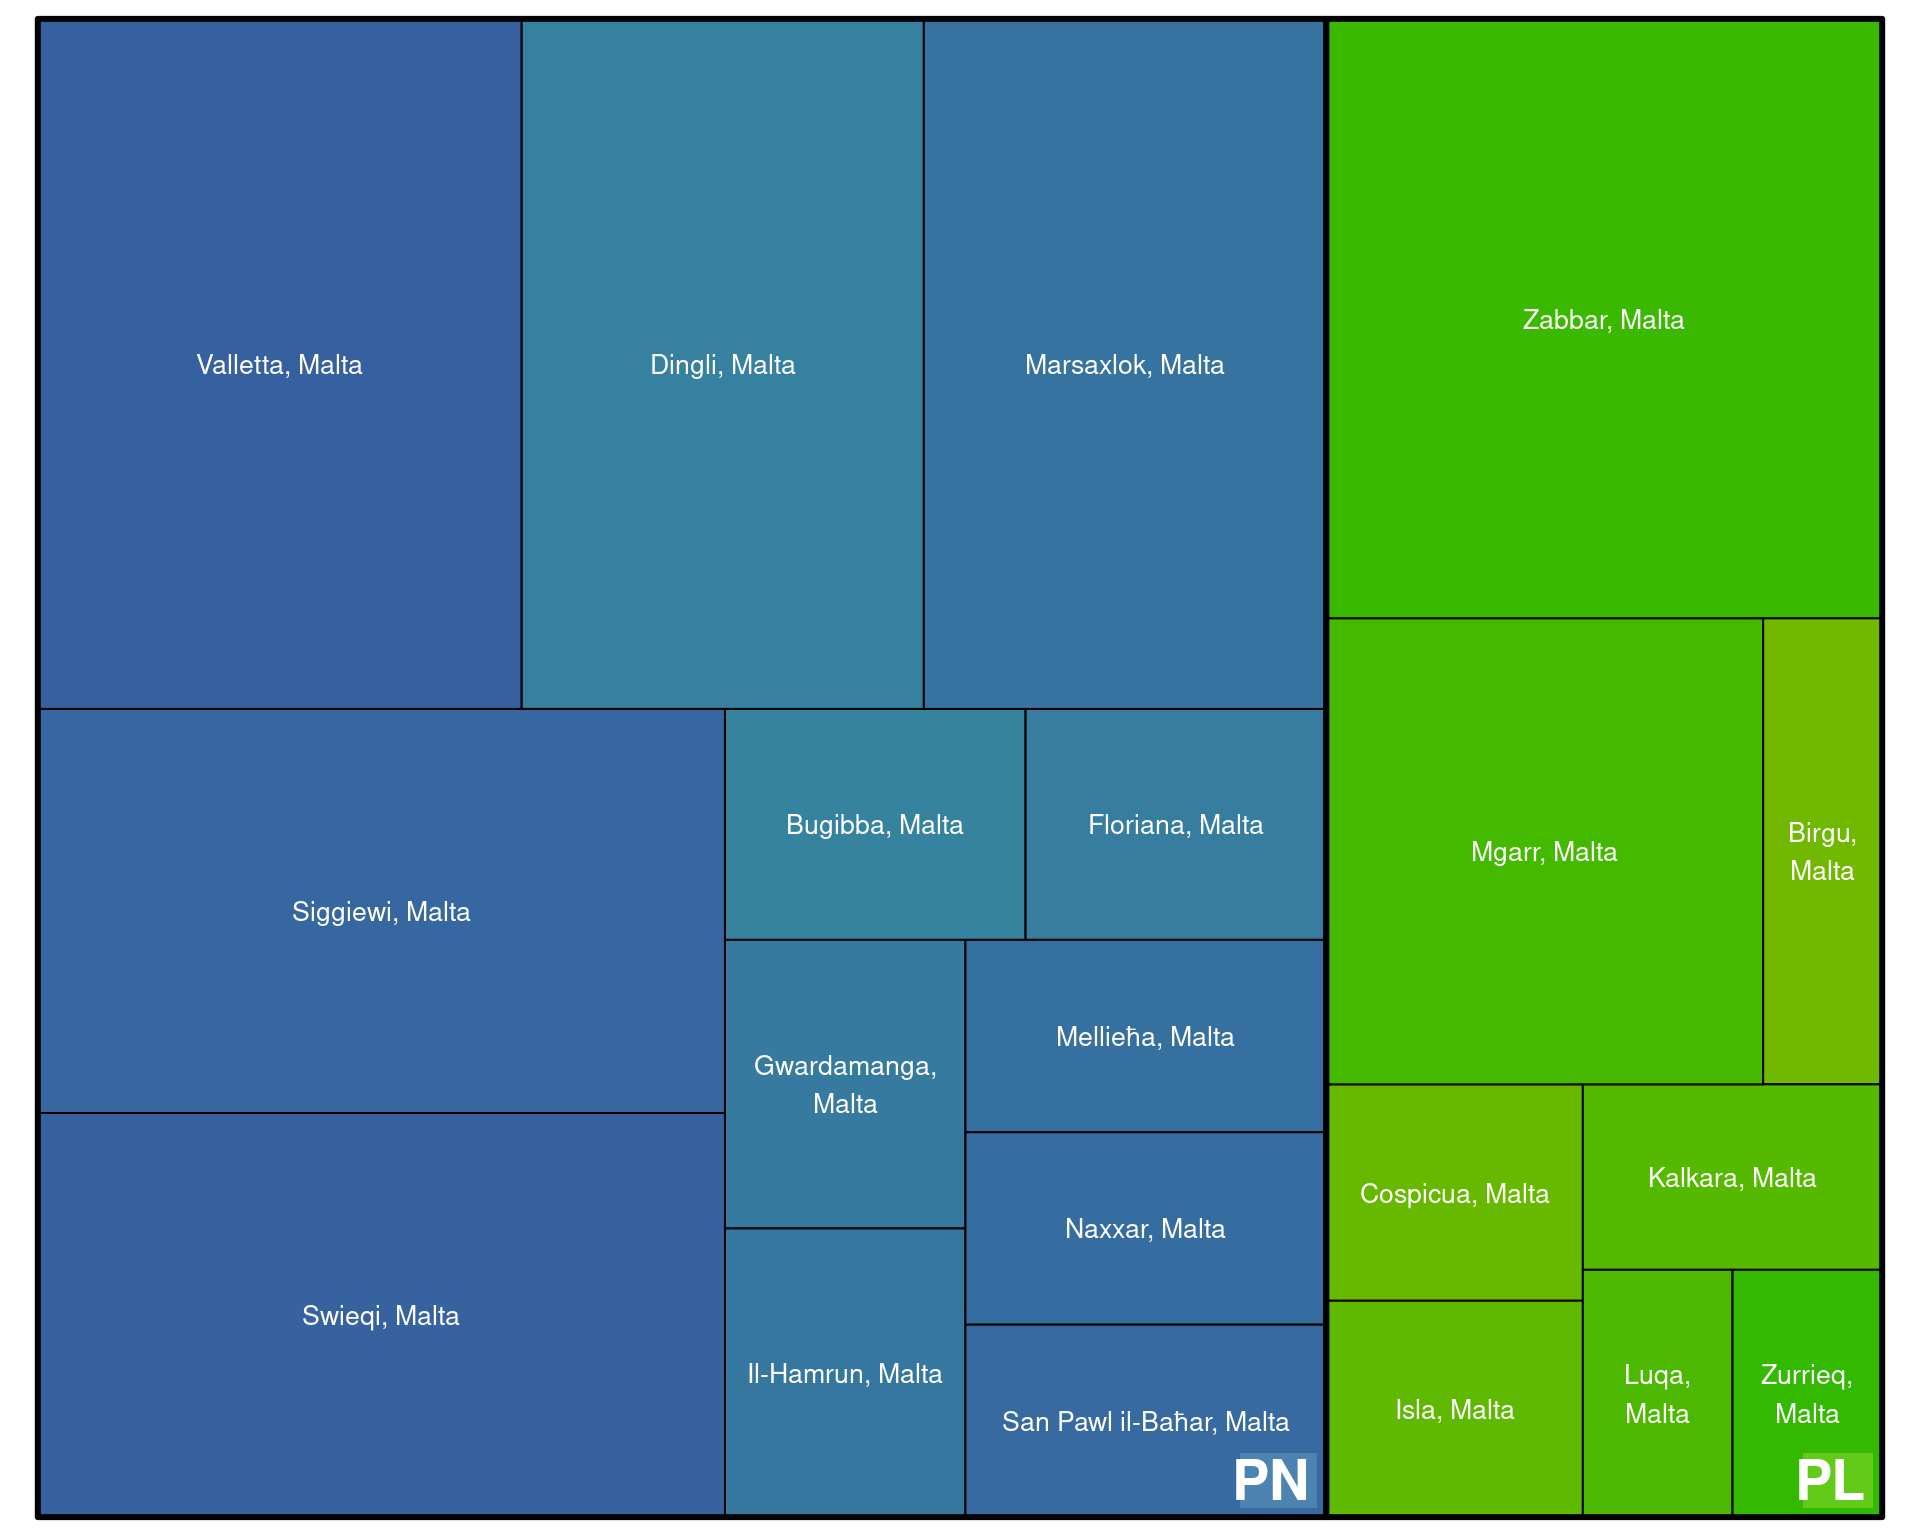 Valletta, Malta
Dingli, Malta
Marsaxlok, Malta
Zabbar, Malta
Siggiewi, Malta
Bugibba, Malta
Floriana, Malta
Mgarr, Malta
Birgu,
Malta
Gwardamanga,
Malta
Mellieħa, Malta
Swieqi, Malta
Naxxar, Malta
Cospicua, Malta
Kalkara, Malta
Il-Hamrun, Malta
San Pawl il-Baħar, Malta
Isla, Malta
Luqa,
Malta
Zurrieq,
Malta
PN
PL